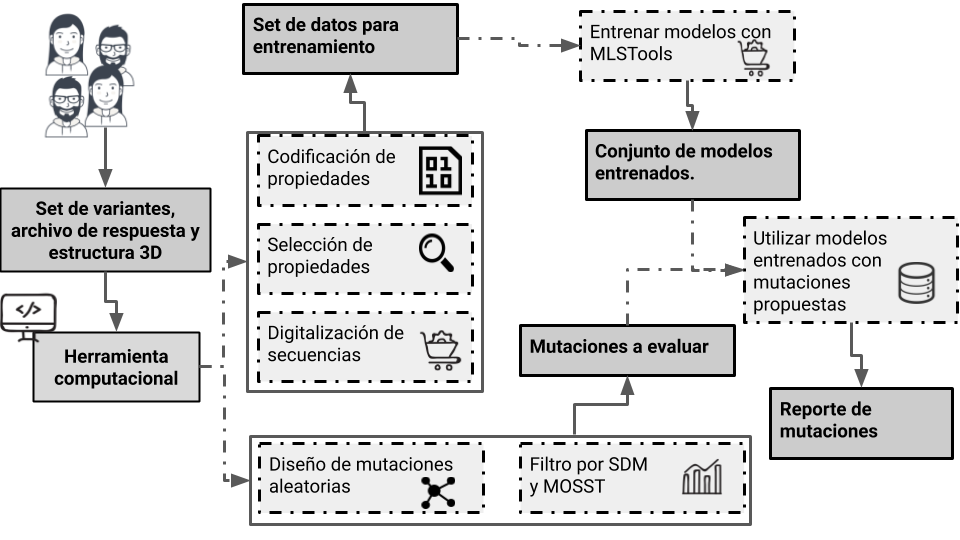 Set de datos para
entrenamiento
Entrenar modelos con
MLSTools
Codificación de
propiedades
01
10
Conjunto de modelos
entrenados.
Set de variantes,
archivo de respuesta y
estructura 3D
Selección de
propiedades
Utilizar modelos
entrenados con
mutaciones
propuestas
</>
Digitalización de
secuencias
Herramienta
computacional
Mutaciones a evaluar
Reporte de
mutaciones
Diseño de mutaciones
aleatorias
Filtro por SDM
y MOSST